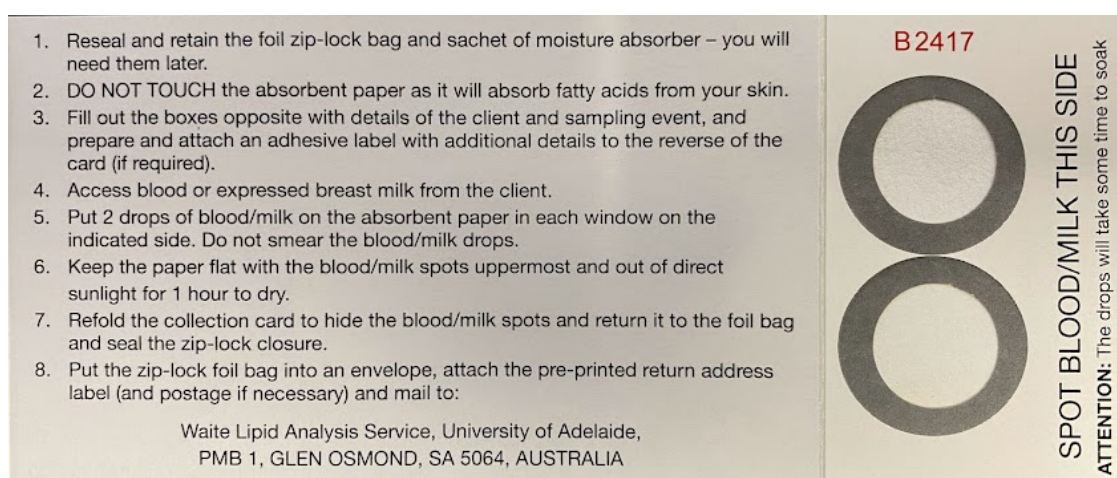 1. Reseal and retain the foil zip-lock bag and sachet of moisture absorber – you will
need them later.
2. DO NOT TOUCH the absorbent paper as it will absorb fatty acids from your skin.
3. Fill out the boxes opposite with details of the client and sampling event, and
prepare and attach an adhesive label with additional details to the reverse of the
card (if required).
4. Access blood or expressed breast milk from the client.
5. Put 2 drops of blood/milk on the absorbent paper in each window on the
indicated side. Do not smear the blood/milk drops.
6. Keep the paper flat with the blood/milk spots uppermost and out of direct
sunlight for 1 hour to dry.
7. Refold the collection card to hide the blood/milk spots and return it to the foil bag
and seal the zip-lock closure.
8. Put the zip-lock foil bag into an envelope, attach the pre-printed return address
label (and postage if necessary) and mail to:
Waite Lipid Analysis Service, University of Adelaide,
PMB 1, GLEN OSMOND, SA 5064, AUSTRALIA
B2417
SPOT BLOOD/MILK THIS SIDE
ATTENTION: The drops will take some time to soak